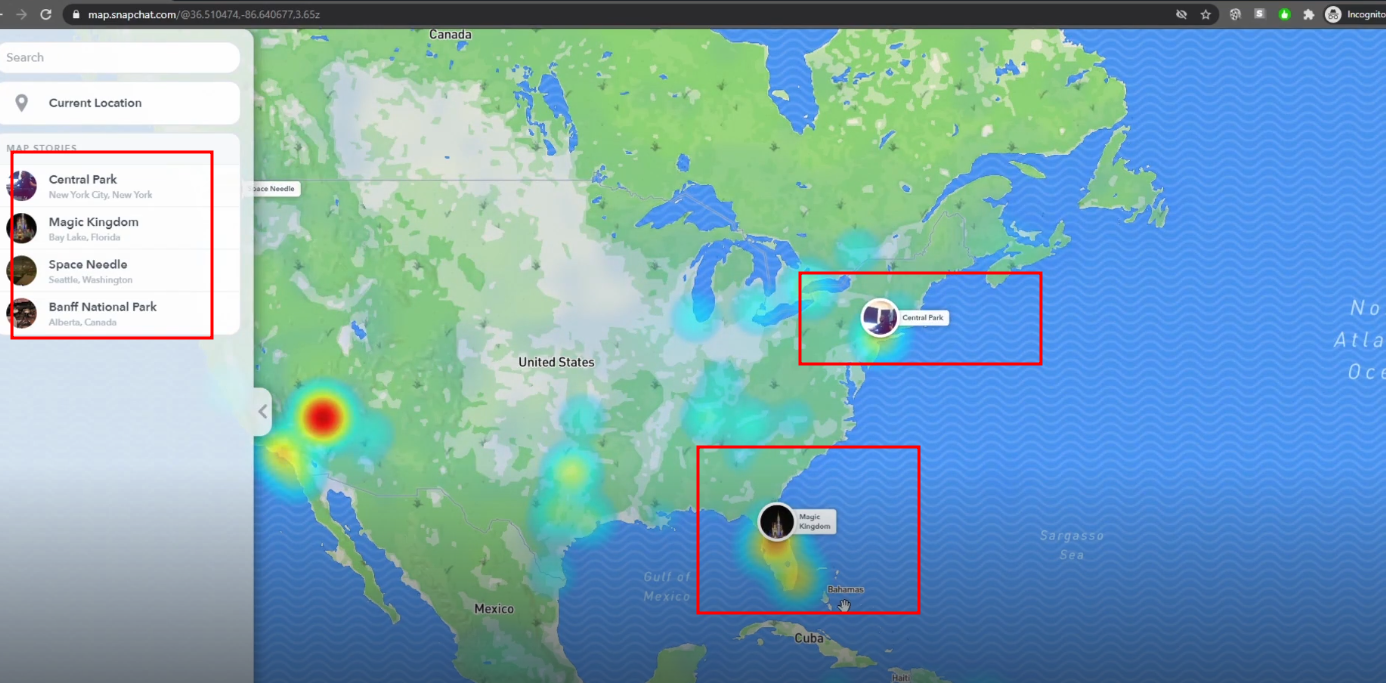 map.snapchat.com/@36.510474,-86.640677,3.65z
Incognito
Search
Current Location
MAP STORIES
Central Park
New York City, New York
Magic Kingdom
Bay Lake, Florida
Space Needle
Seattle, Washington
Banff National Park
Alberta, Canada
Canada
Space Needle
Central Park
United States
No
Atla
Oce
Magic
Kingdom
Sargasso
Sea
Gulf of
Mexico
Bahamas
Mexico
Cuba
Haiti